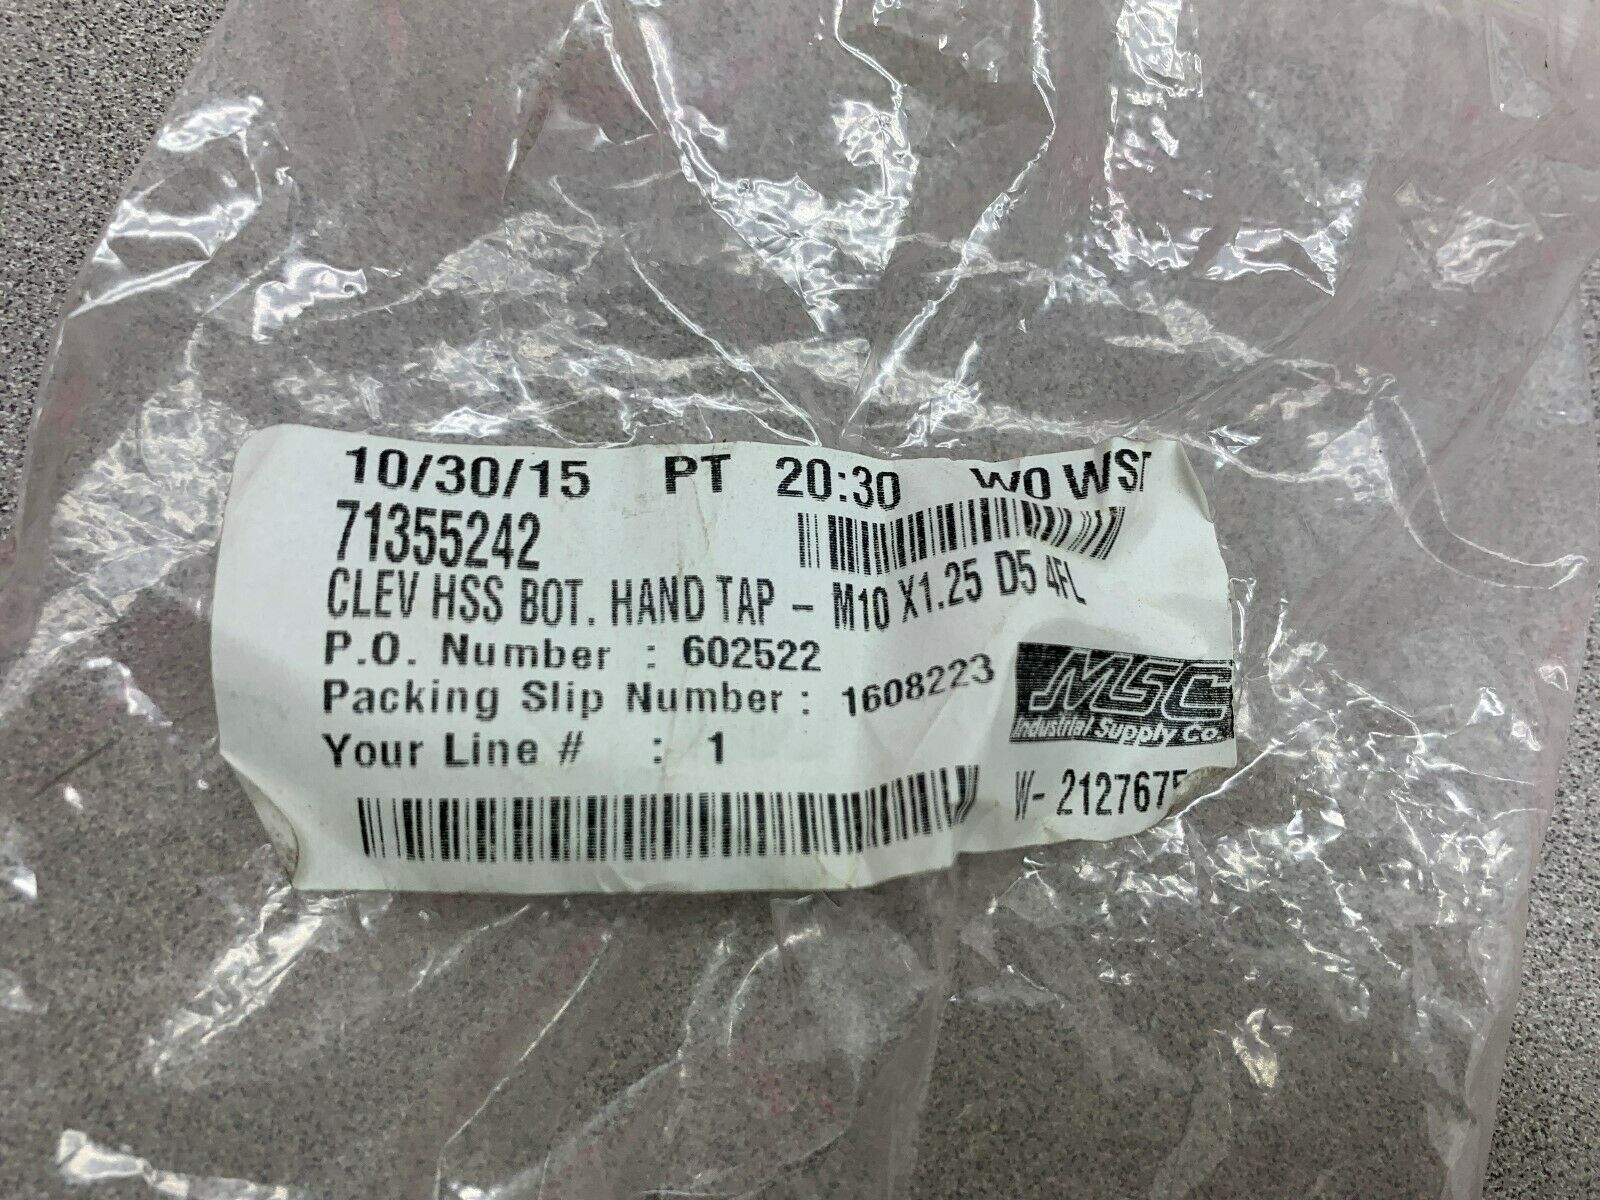 10/30/15 PT 20:30 W0 WST
71355242
CLEV HSS BOT. HAND TAP - M10 X1.25 D5 4FL
P.O. Number : 602522
Packing Slip Number : 1608223
MSC
Industrial Supply Co.
Your Line # : 1
W- 2127675